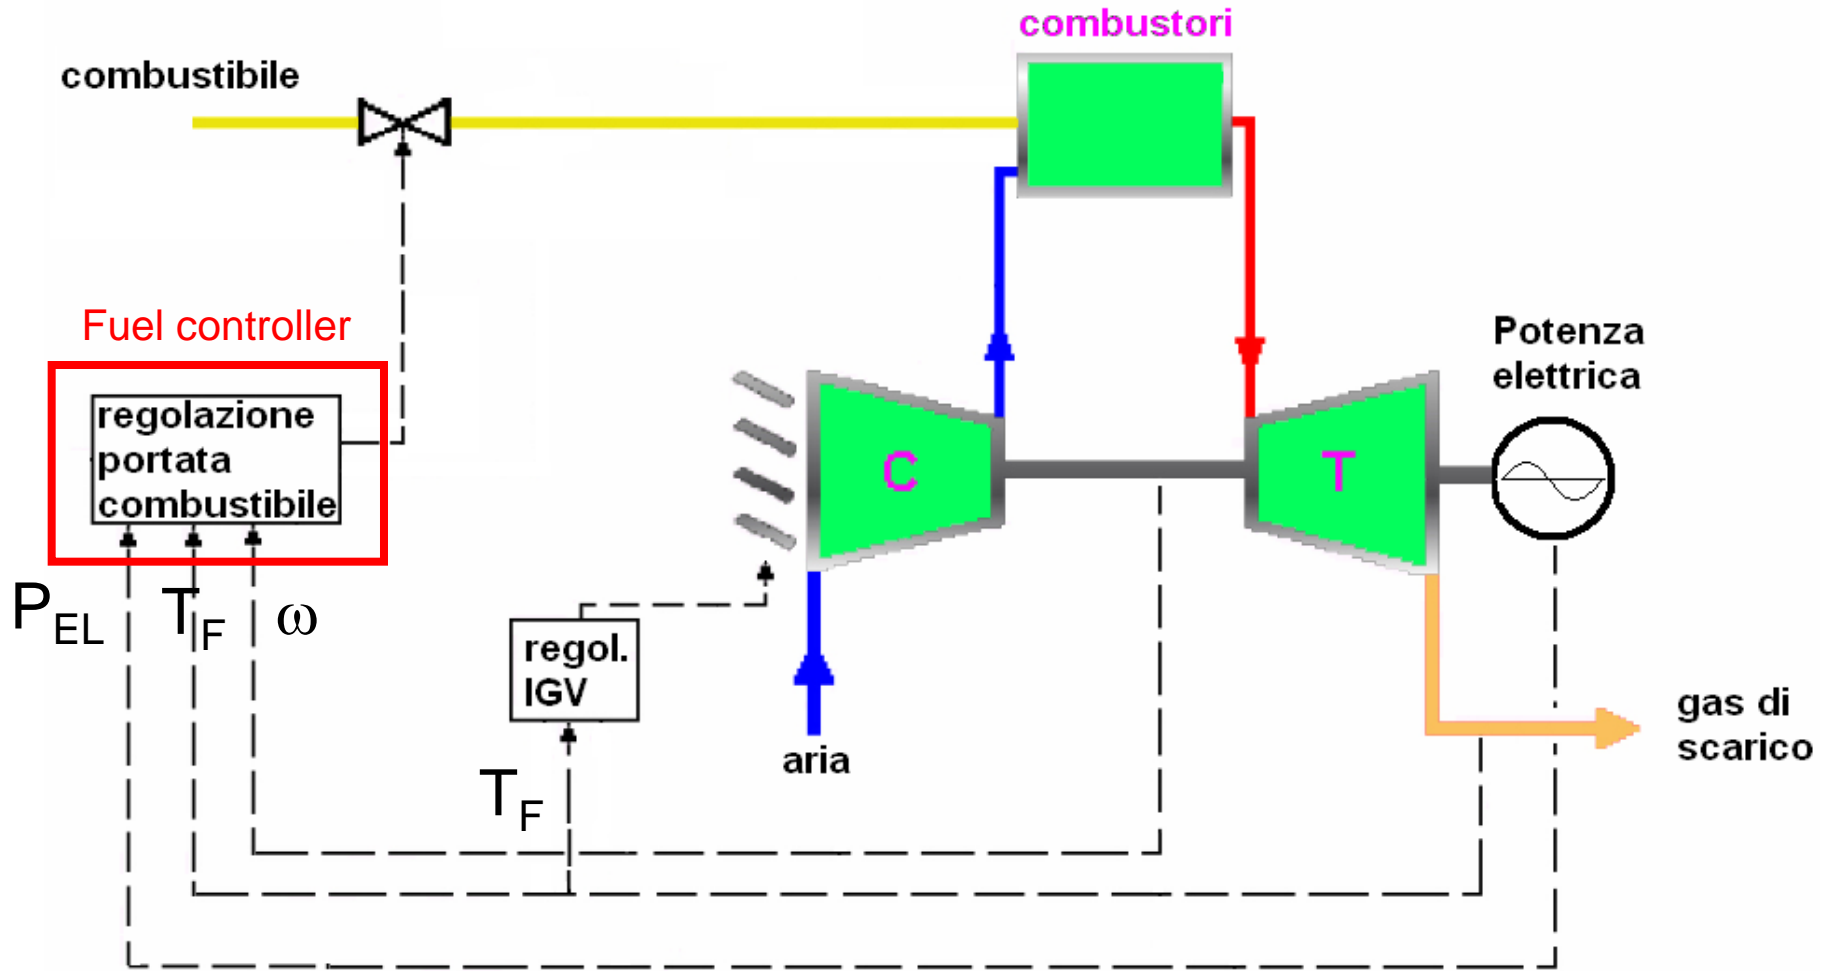 combustori
combustibile
Fuel controller
Potenza
elettrica
regolazione
portata
combustibile
C
T
P_EL
T_F
ω
regol.
IGV
gas di
scarico
aria
T_F